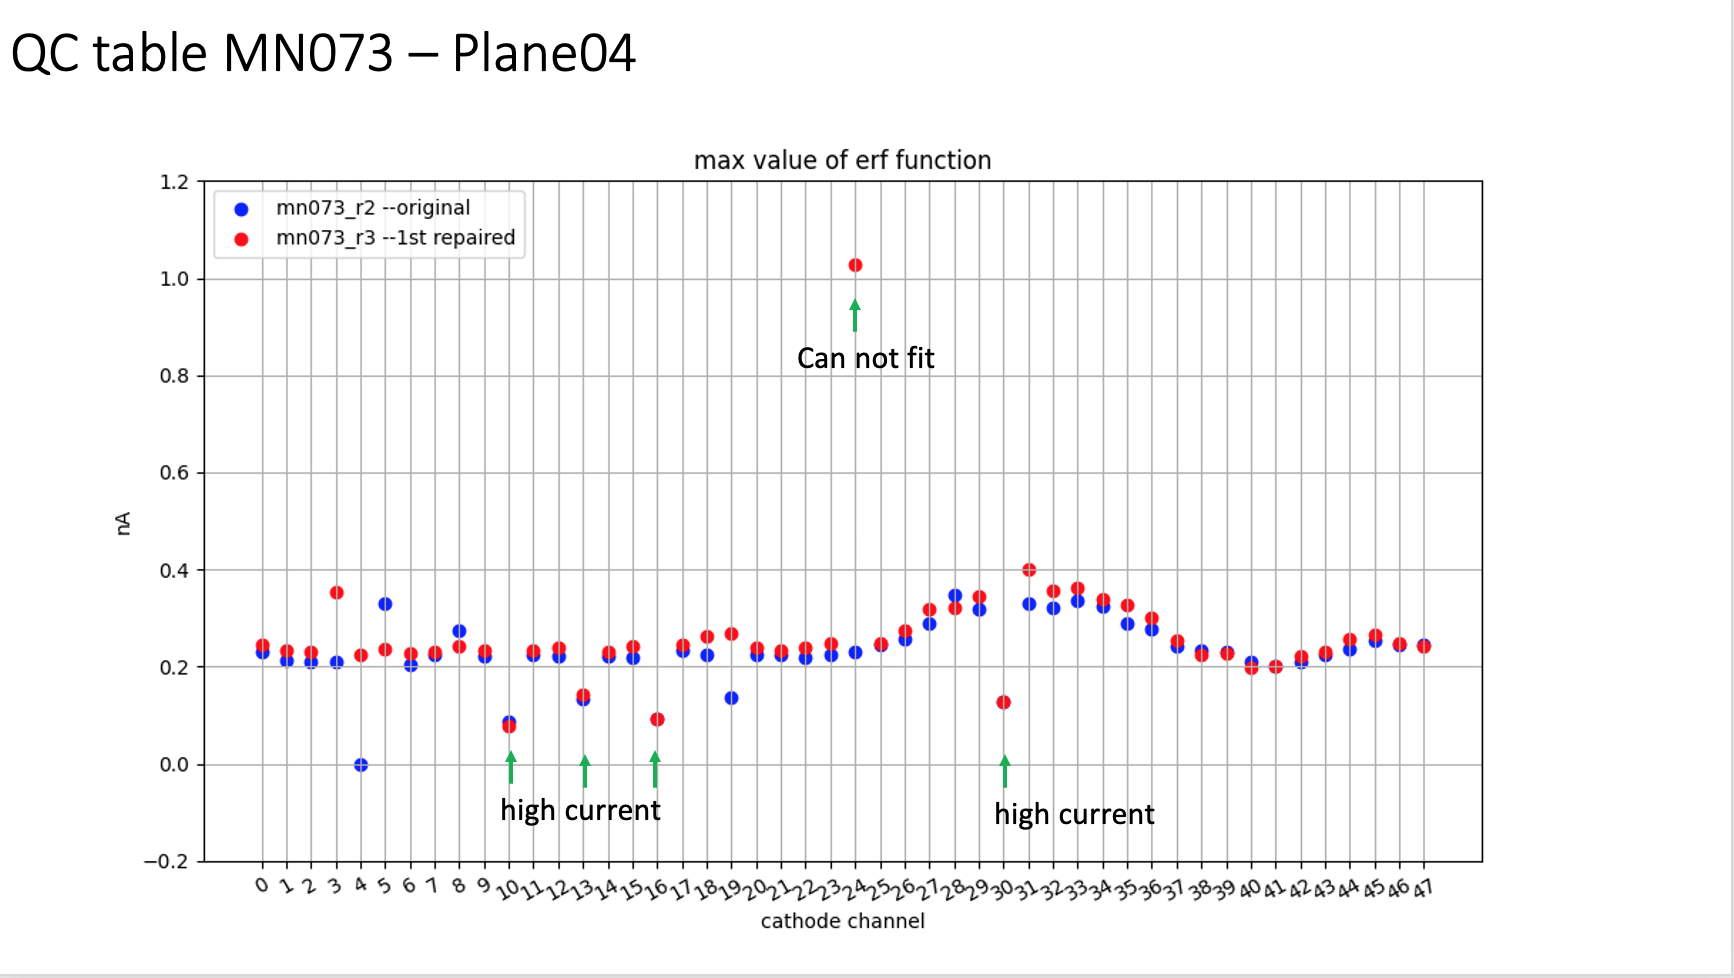 QC table MN073 – Plane04
max value of erf function
1.2
mn073_r2 --original
mn073_r3 --1st repaired
1.0
Can not fit
0.8
0.6
nA
0.4
0.2
0.0
high current
high current
−0.2
0 1 2 3 4 5 6 7 8 9 10 11 12 13 14 15 16 17 18 19 20 21 22 23 24 25 26 27 28 29 30 31 32 33 34 35 36 37 38 39 40 41 42 43 44 45 46 47
cathode channel